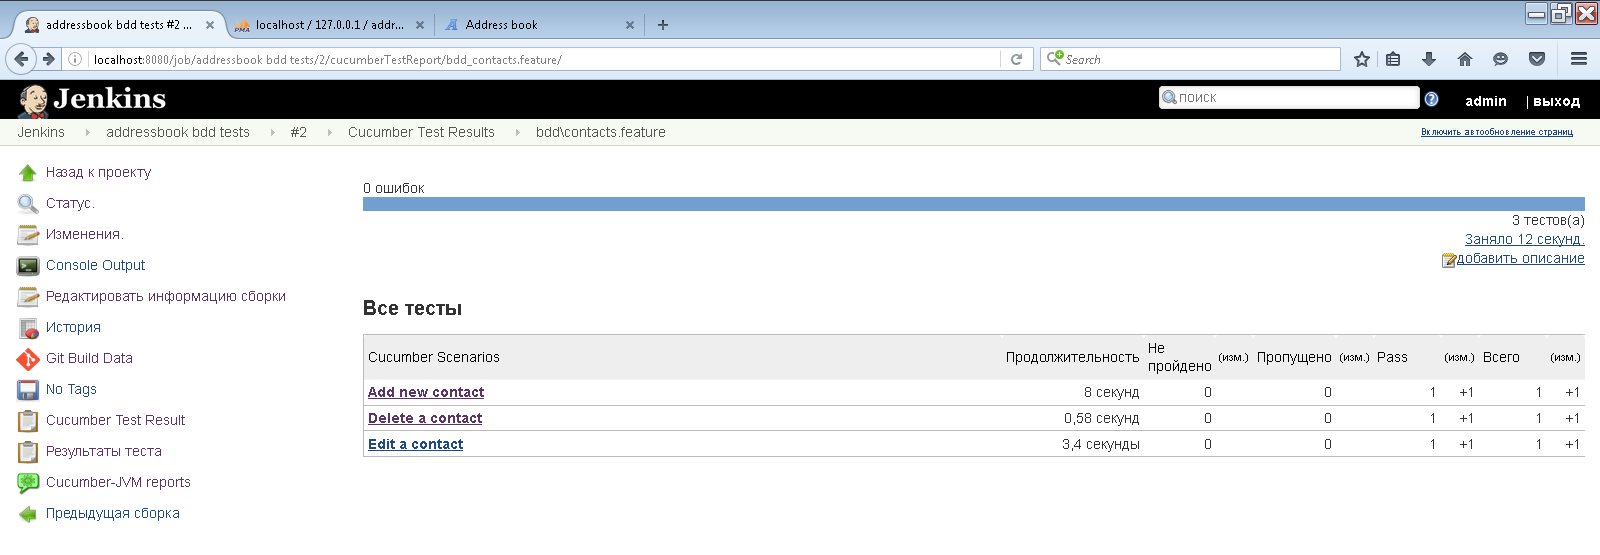 addressbook bdd tests #2 ...
localhost / 127.0.0.1 / addr...
Address book
localhost:8080/job/addressbook bdd tests/2/cucumberTestReport/bdd_contacts.feature/
Search
Jenkins
поиск
admin | выход
Jenkins addressbook bdd tests #2 Cucumber Test Results bdd\contacts.feature
Включить автообновление страниц
Назад к проекту
Статус.
Изменения.
Console Output
Редактировать информацию сборки
История
Git Build Data
No Tags
Cucumber Test Result
Результаты теста
Cucumber-JVM reports
Предыдущая сборка
0 ошибок
3 тестов(а)
Заняло 12 секунд.
добавить описание
Все тесты
Cucumber Scenarios Продолжительность Не пройдено (изм.) Пропущено (изм.) Pass (изм.) Всего (изм.)
Add new contact 8 секунд 0 0 1 +1 1 +1
Delete a contact 0,58 секунд 0 0 1 +1 1 +1
Edit a contact 3,4 секунды 0 0 1 +1 1 +1